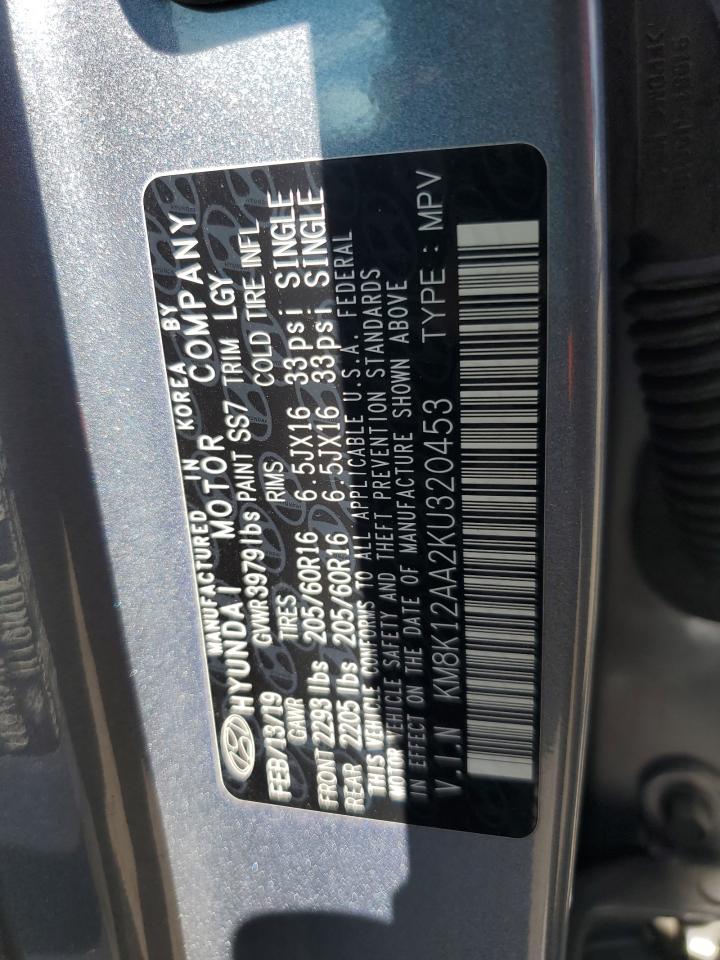 MANUFACTURED IN KOREA BY
HYUNDAI MOTOR COMPANY
FEB/13/19 GVWR3979lbs PAINT SS7 TRIM LGY
GAWR TIRES RIMS COLD TIRE INFL
FRONT 2293 lbs 205/60R16 6.5JX16 33psi SINGLE
REAR 2205 lbs 205/60R16 6.5JX16 33psi SINGLE
THIS VEHICLE CONFORMS TO ALL APPLICABLE U.S.A. FEDERAL
MOTOR VEHICLE SAFETY AND THEFT PREVENTION STANDARDS
IN EFFECT ON THE DATE OF MANUFACTURE SHOWN ABOVE
V.I.N KM8K12AA2KU320453 TYPE : MPV